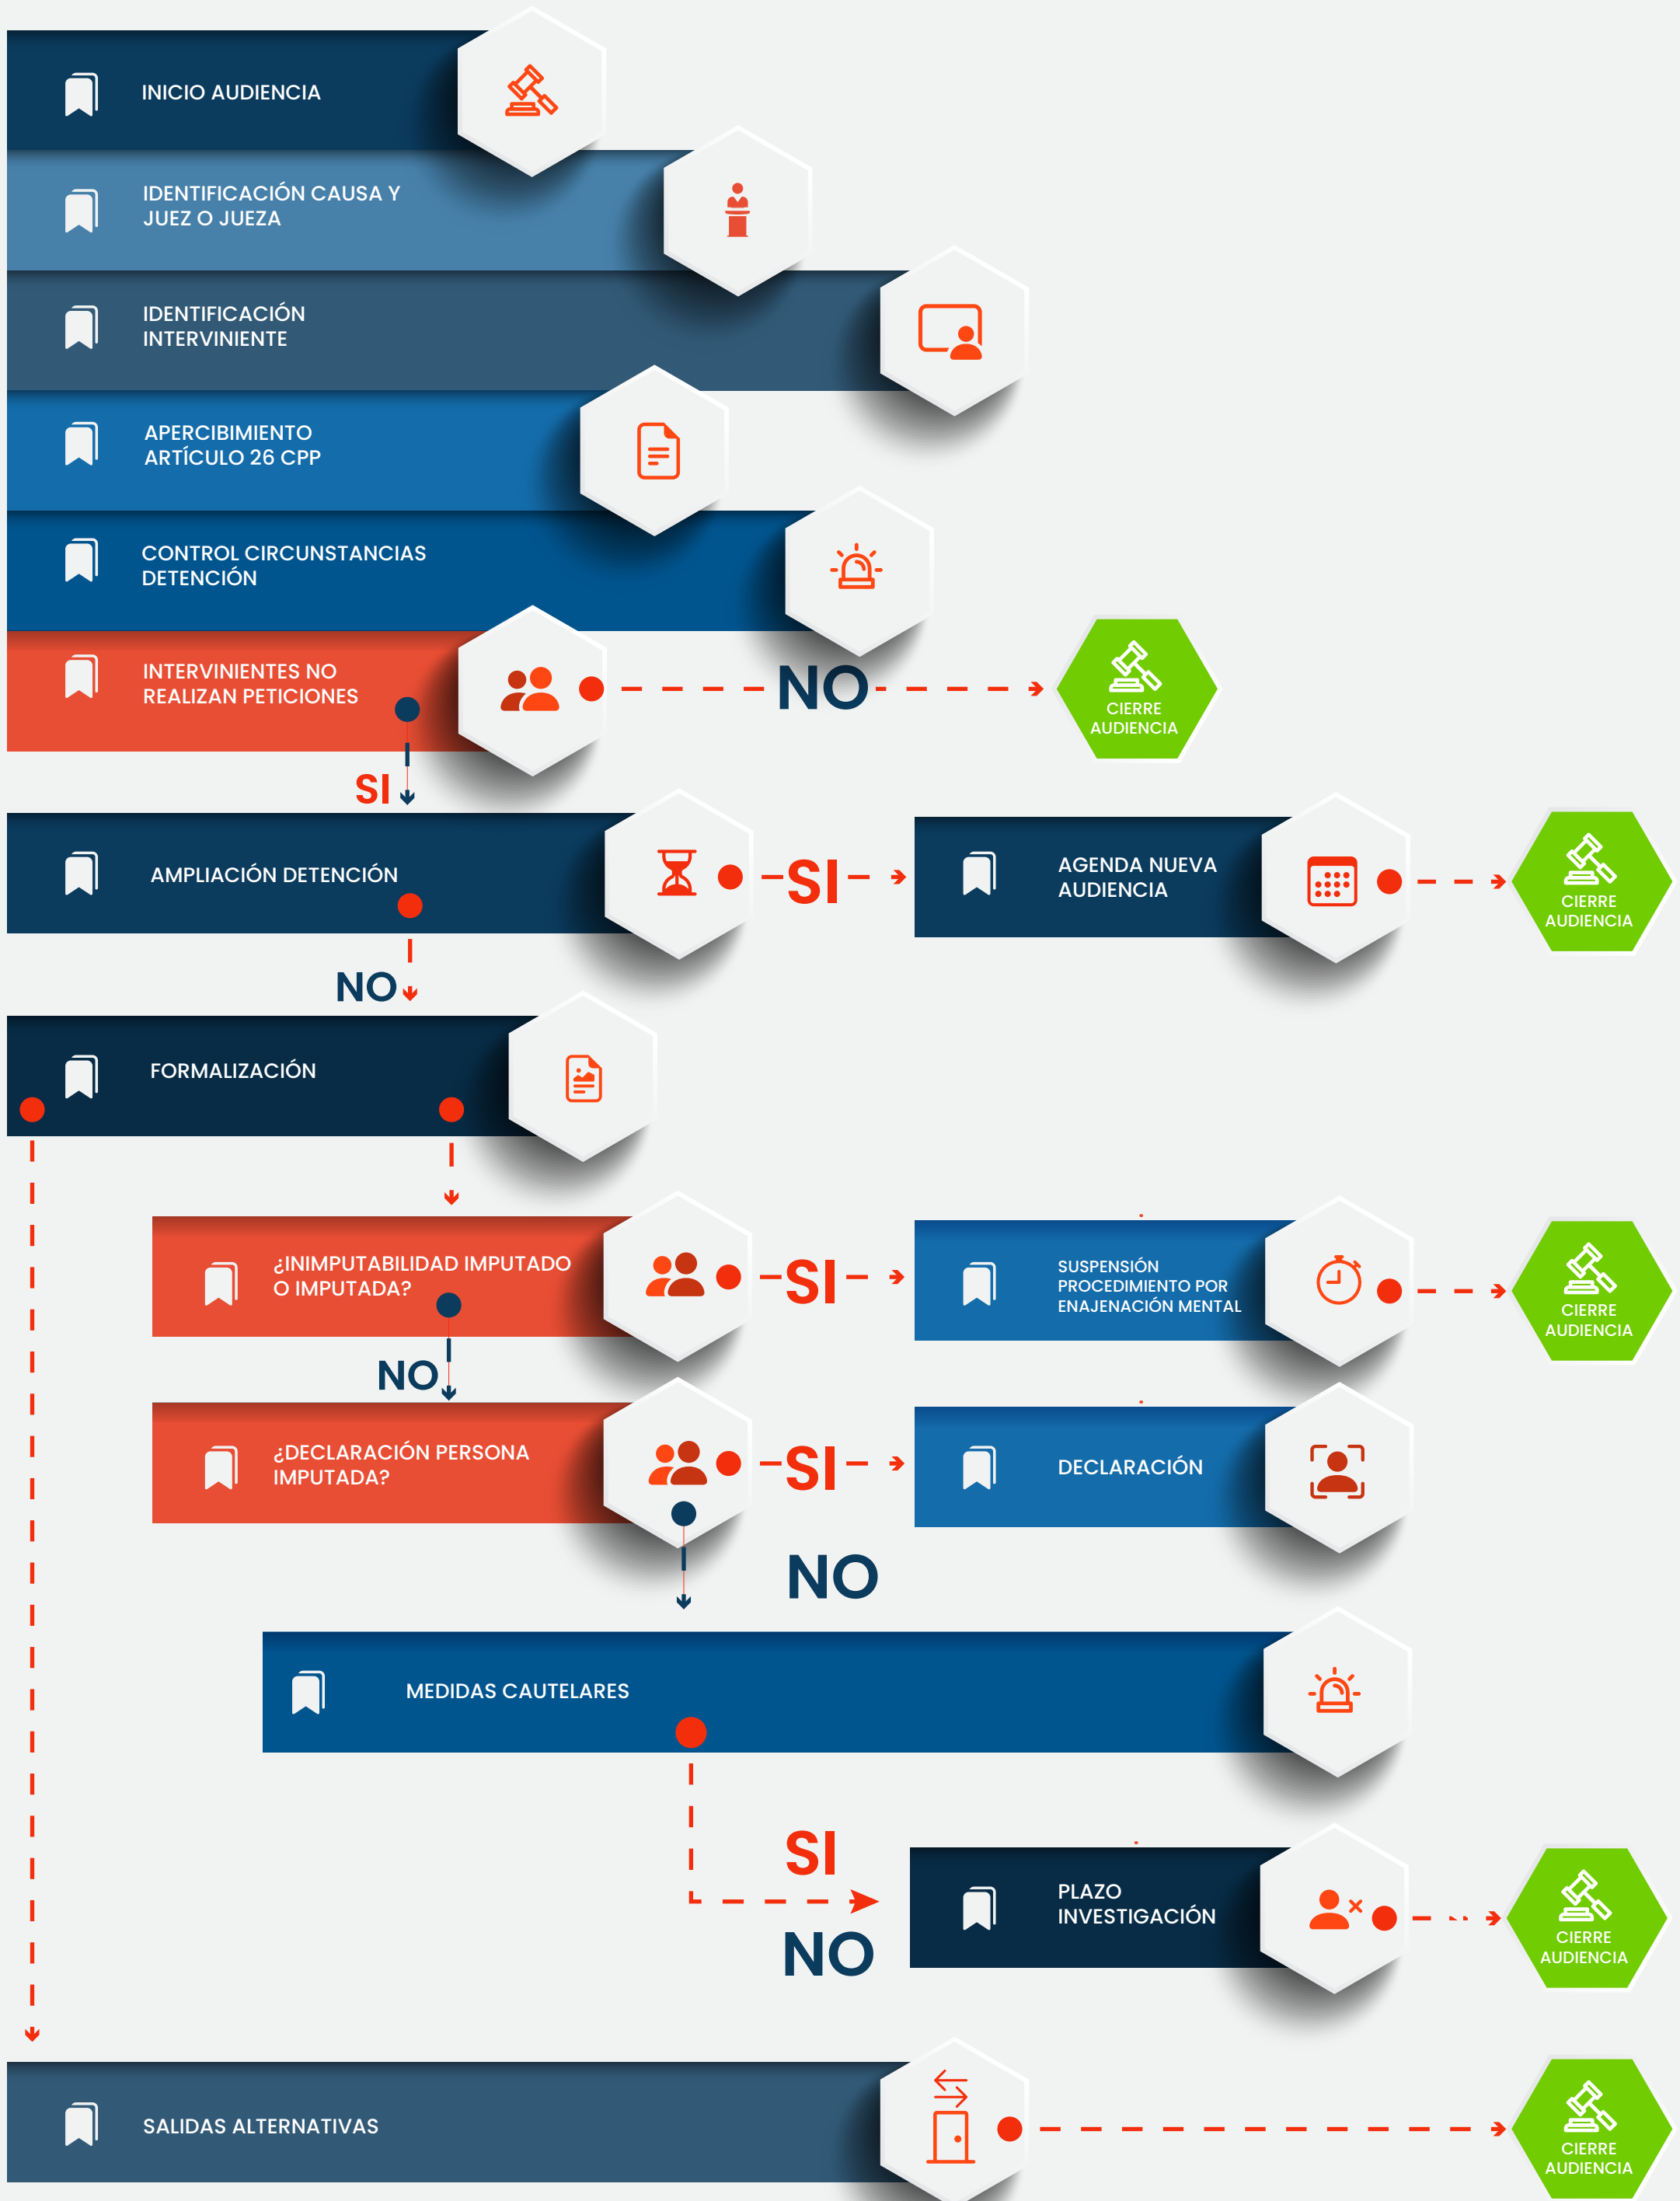 INICIO AUDIENCIA
IDENTIFICACIÓN CAUSA Y
JUEZ O JUEZA
IDENTIFICACIÓN
INTERVINIENTE
APERCIBIMIENTO
ARTÍCULO 26 CPP
CONTROL CIRCUNSTANCIAS
DETENCIÓN
INTERVINIENTES NO
REALIZAN PETICIONES
NO
CIERRE
AUDIENCIA
SI
AMPLIACIÓN DETENCIÓN
SI
AGENDA NUEVA
AUDIENCIA
CIERRE
AUDIENCIA
NO
FORMALIZACIÓN
¿INIMPUTABILIDAD IMPUTADO
O IMPUTADA?
SI
SUSPENSIÓN
PROCEDIMIENTO POR
ENAJENACIÓN MENTAL
CIERRE
AUDIENCIA
NO
¿DECLARACIÓN PERSONA
IMPUTADA?
SI
DECLARACIÓN
NO
MEDIDAS CAUTELARES
SI
NO
PLAZO
INVESTIGACIÓN
CIERRE
AUDIENCIA
SALIDAS ALTERNATIVAS
CIERRE
AUDIENCIA